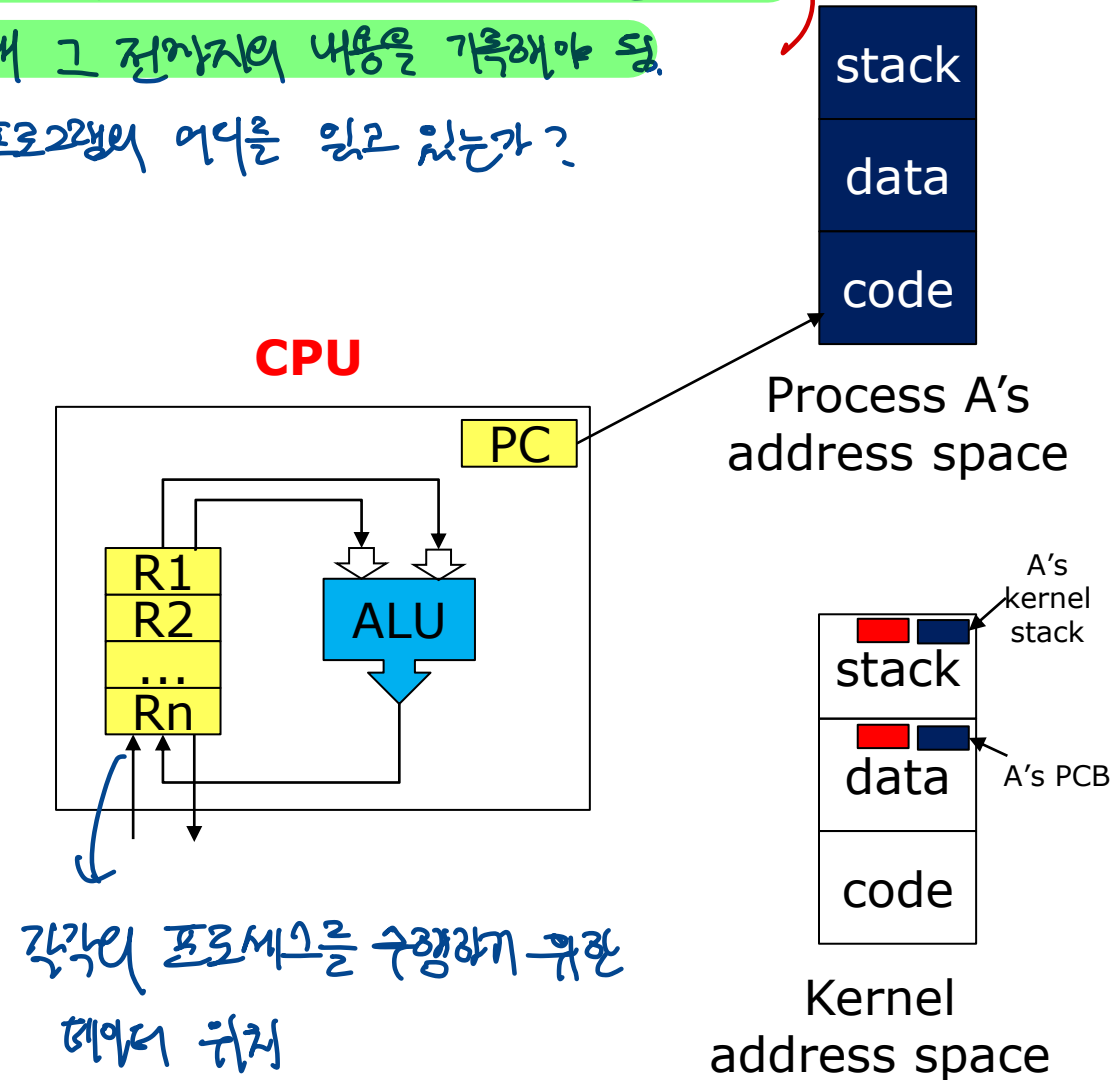 그 전까지의 내용을 기록해야 됨.
프로그램의 어디를 읽고 있는가?
stack
data
code
Process A's
address space
CPU
PC
R1
R2
...
Rn
ALU
A's
kernel
stack
stack
data
A's PCB
code
Kernel
address space
각각의 프로세스를 수행하기 위한
데이터 위치